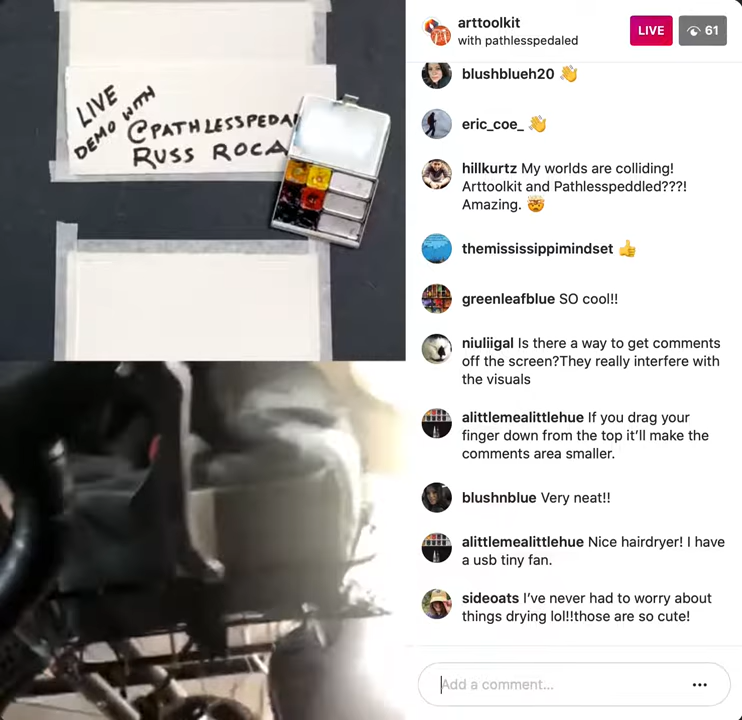 LIVE
DEMO WITH
@PATHLESSPEDA
RUSS ROCA
arttoolkit
with pathlesspedaled
LIVE
61
blushblueh20 👋
eric_coe_ 👋
hillkurtz My worlds are colliding!
Arttoolkit and Pathlesspeddled???!
Amazing. 🤯
themississippimindset 👍
greenleafblue SO cool!!
niuliigal Is there a way to get comments
off the screen?They really interfere with
the visuals
alittlemealittlehue If you drag your
finger down from the top it’ll make the
comments area smaller.
blushnblue Very neat!!
alittlemealittlehue Nice hairdryer! I have
a usb tiny fan.
sideoats I’ve never had to worry about
things drying lol!!those are so cute!
Add a comment...